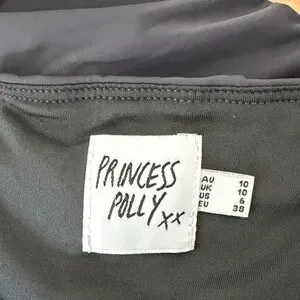 PRINCESS
POLLY xx
AU 10
UK 10
US 6
EU 38